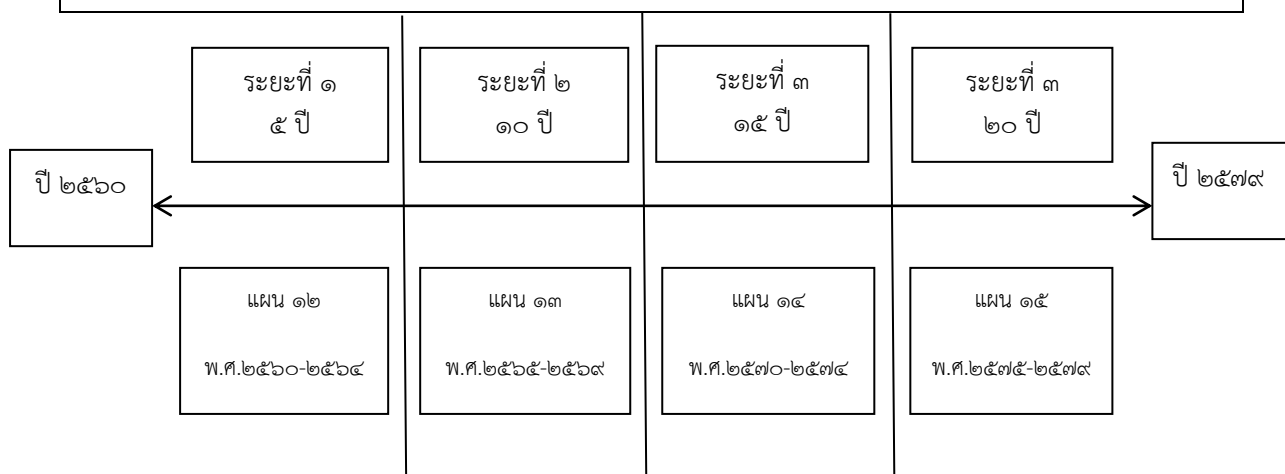 ระยะที่ ๑
๕ ปี
ระยะที่ ๒
๑๐ ปี
ระยะที่ ๓
๑๕ ปี
ระยะที่ ๓
๒๐ ปี
ปี ๒๕๖๐
ปี ๒๕๗๙
แผน ๑๒
พ.ศ.๒๕๖๐-๒๕๖๔
แผน ๑๓
พ.ศ.๒๕๖๕-๒๕๖๙
แผน ๑๔
พ.ศ.๒๕๗๐-๒๕๗๔
แผน ๑๕
พ.ศ.๒๕๗๕-๒๕๗๙